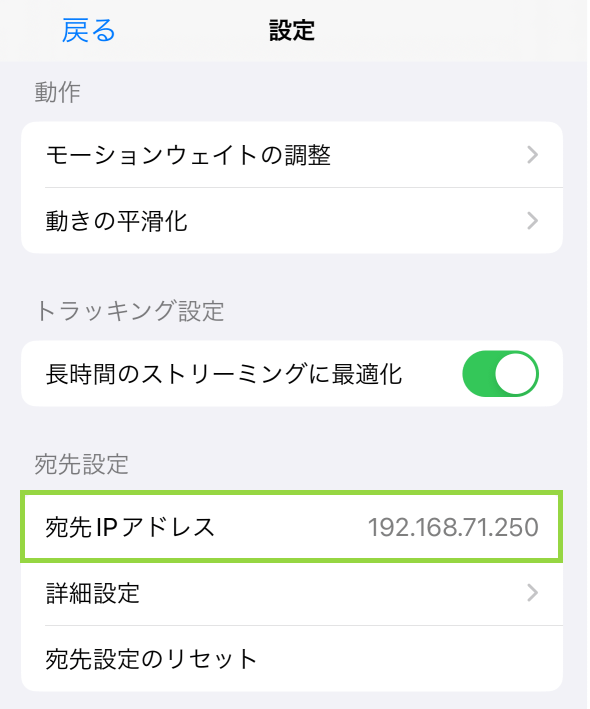 戻る 設定
動作
モーションウェイトの調整
動きの平滑化
トラッキング設定
長時間のストリーミングに最適化
宛先設定
宛先IPアドレス 192.168.71.250
詳細設定
宛先設定のリセット